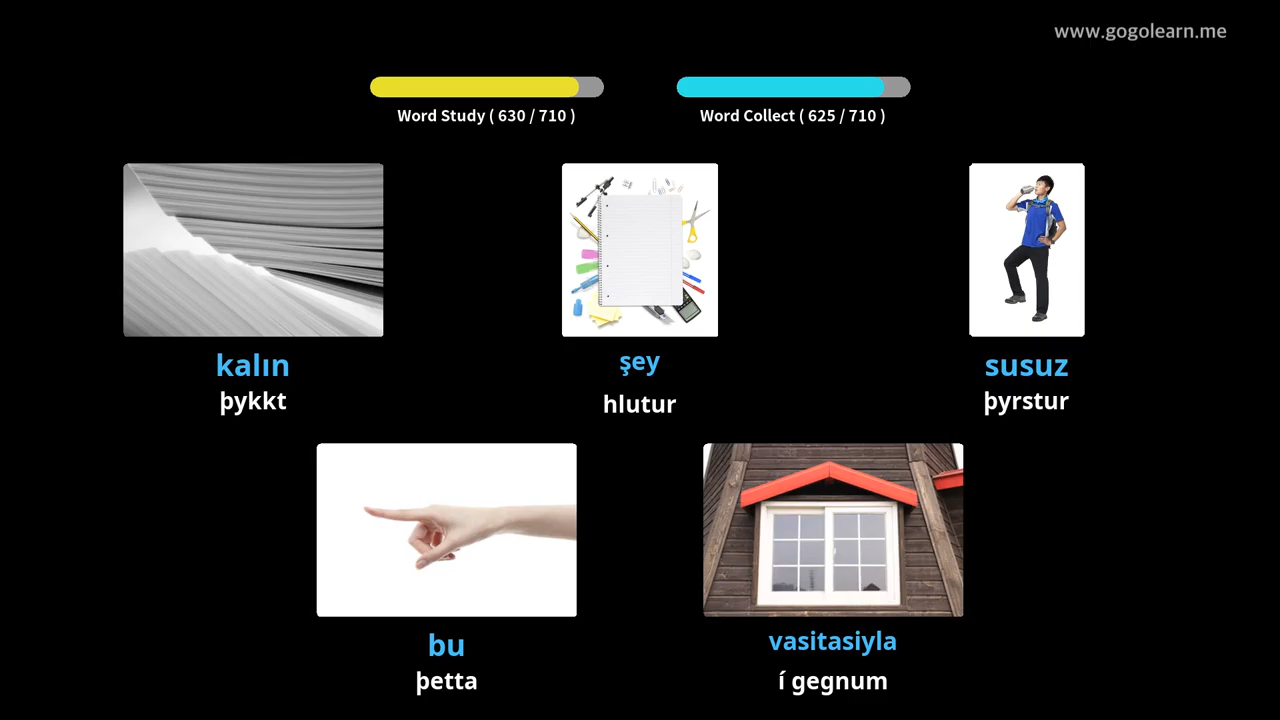 www.gogolearn.me
Word Study ( 630 / 710 )
Word Collect ( 625 / 710 )
kalın
þykkt
şey
hlutur
susuz
þyrstur
bu
þetta
vasitasiyla
í gegnum